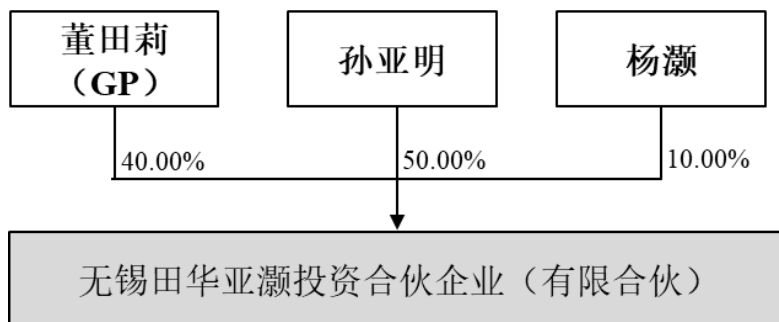 董田莉
（GP）
孙亚明
杨灏
40.00%
50.00%
10.00%
无锡田华亚灏投资合伙企业（有限合伙）